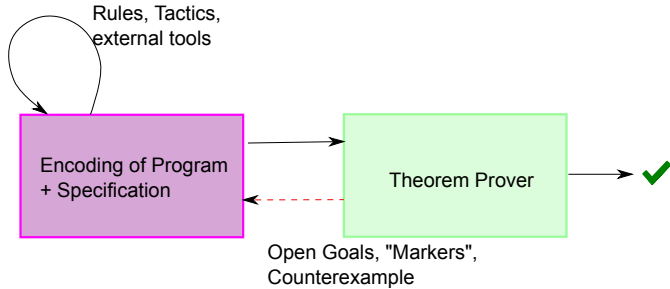 Rules, Tactics,
external tools
Encoding of Program
+ Specification
Theorem Prover
Open Goals, "Markers",
Counterexample